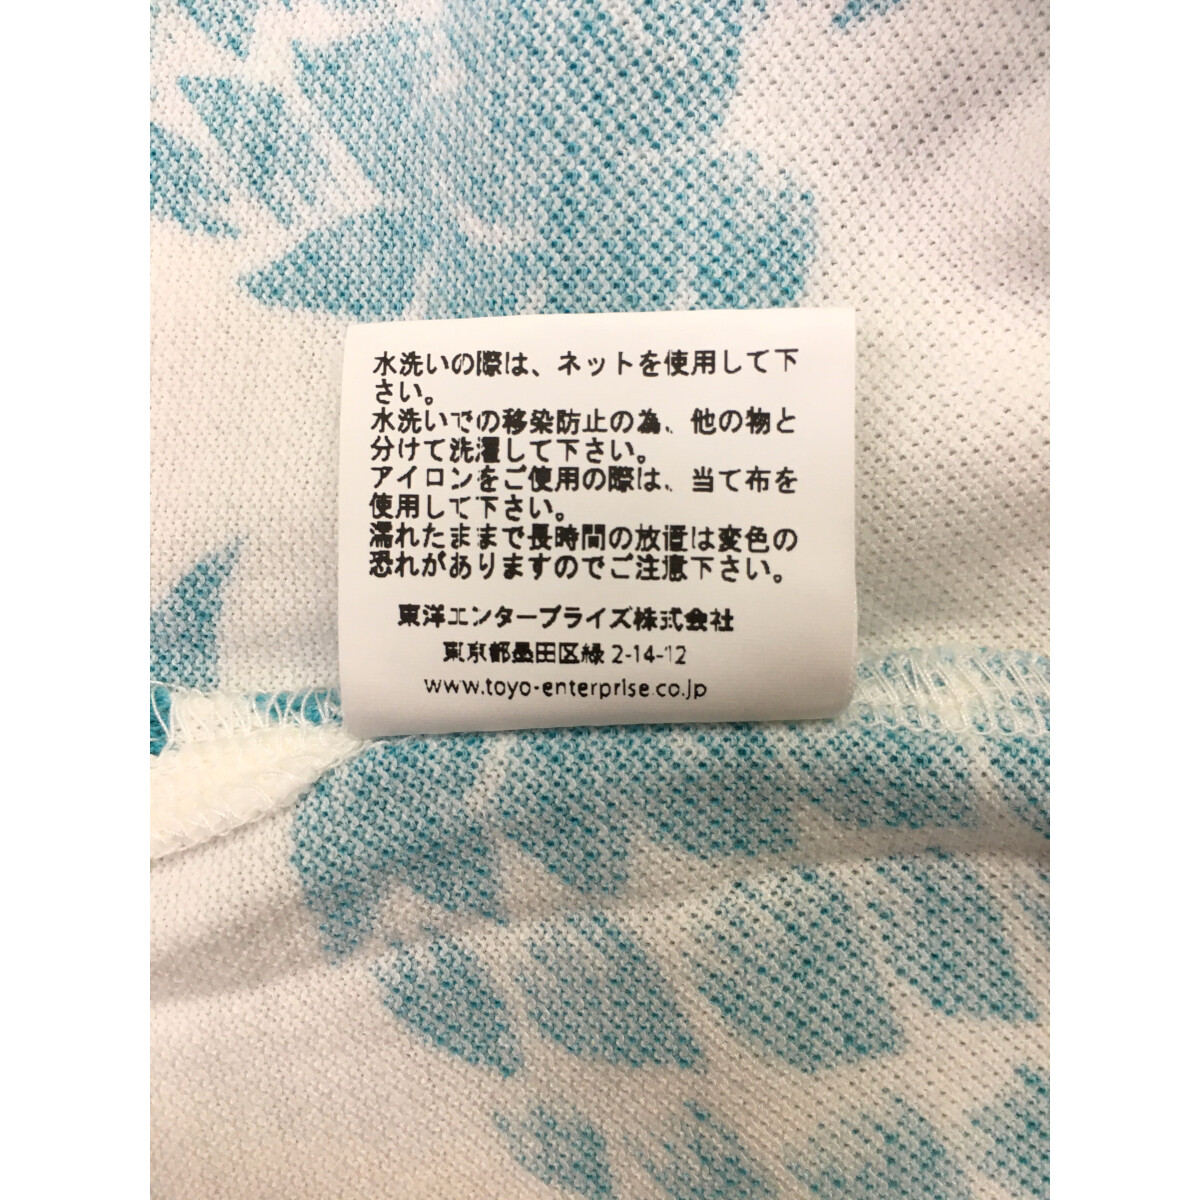 水洗いの際は、ネットを使用して下
さい。
水洗いでの移染防止の為、他の物と
分けて洗濯して下さい。
アイロンをご使用の際は、当て布を
使用して下さい。
濡れたままで長時間の放置は変色の
恐れがありますのでご注意下さい。
東洋エンタープライズ株式会社
東京都墨田区緑 2-14-12
www.toyo-enterprise.co.jp